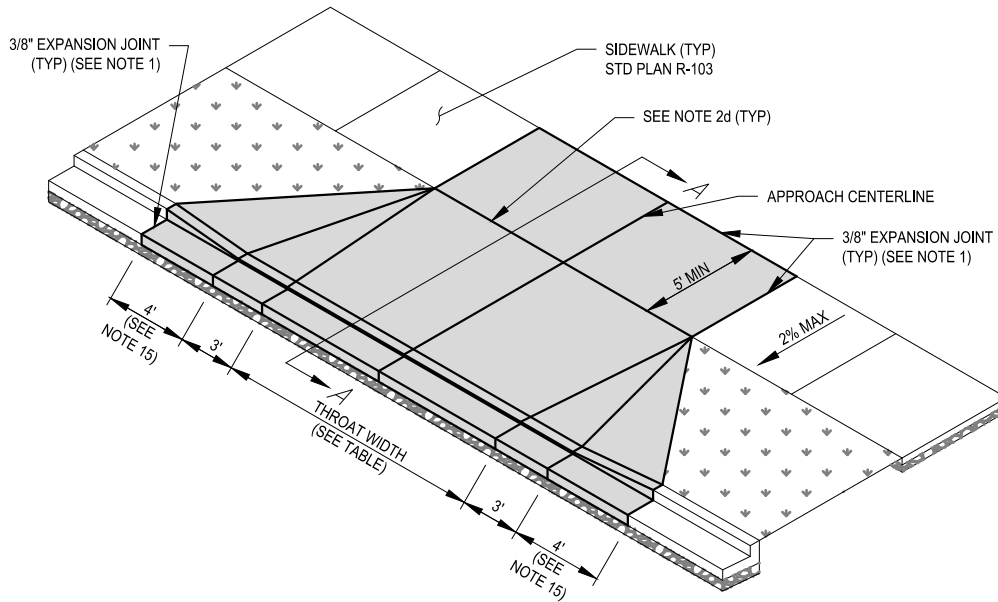 3/8" EXPANSION JOINT
(TYP) (SEE NOTE 1)
SIDEWALK (TYP)
STD PLAN R-103
SEE NOTE 2d (TYP)
A
APPROACH CENTERLINE
3/8" EXPANSION JOINT
(TYP) (SEE NOTE 1)
5' MIN
2% MAX
4'
(SEE
NOTE 15)
3'
A
THROAT WIDTH
(SEE TABLE)
3'
4'
(SEE
NOTE 15)